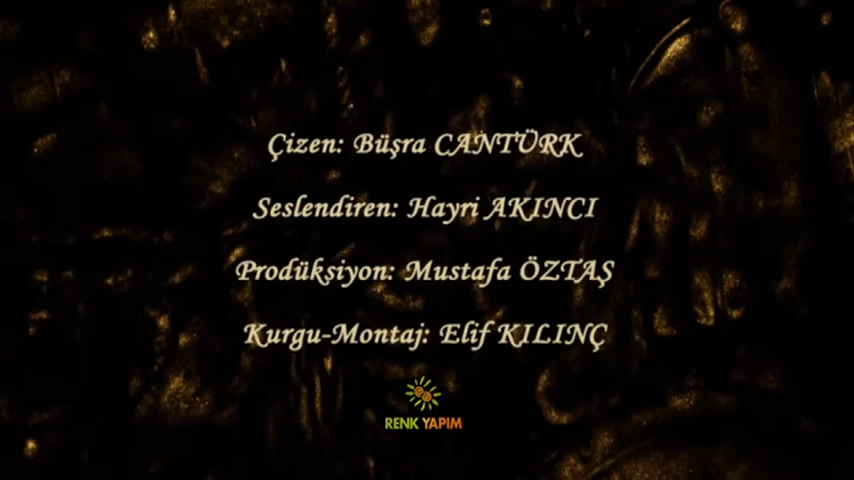 Çizen: Büşra CANTÜRK
Seslendiren: Hayri AKINCI
Prodüksiyon: Mustafa ÖZTAŞ
Kurgu-Montaj: Elif KILINÇ
RENK YAPIM